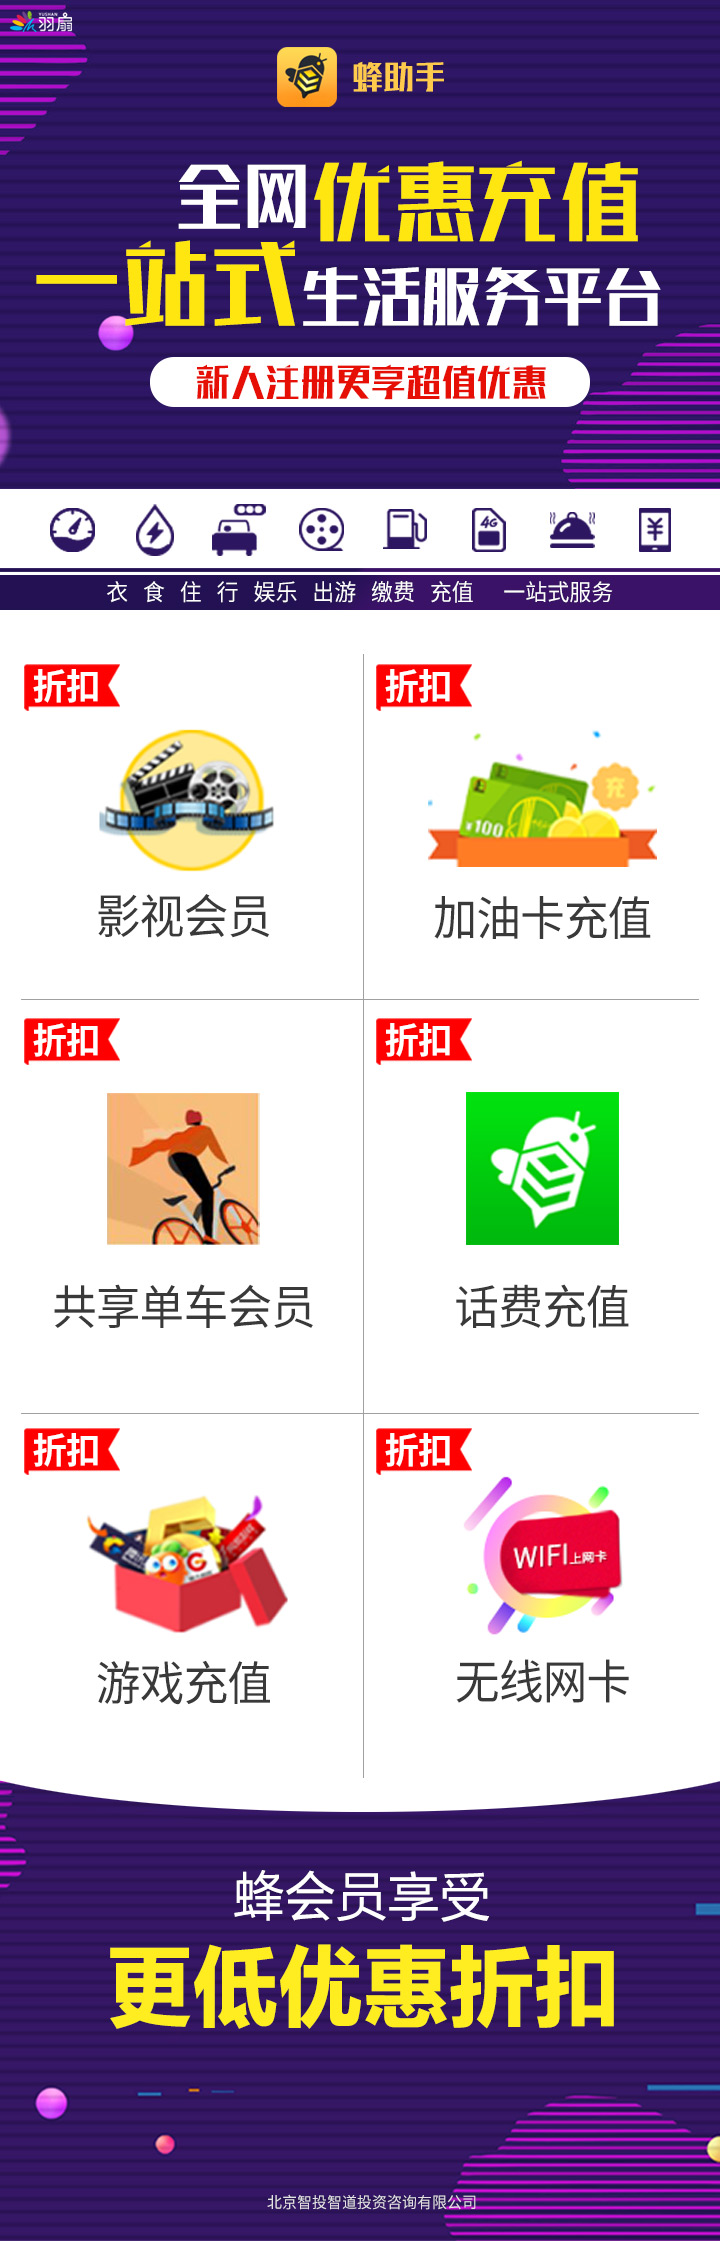 YUSHAN
羽扇
蜂助手
全网优惠充值
一站式生活服务平台
新人注册更享超值优惠
4G
¥
衣 食 住 行 娱乐 出游 缴费 充值 一站式服务
折扣
折扣
充
¥100
影视会员
加油卡充值
折扣
折扣
共享单车会员
话费充值
折扣
折扣
WIFI上网卡
游戏充值
无线网卡
蜂会员享受
更低优惠折扣
北京智投智道投资咨询有限公司